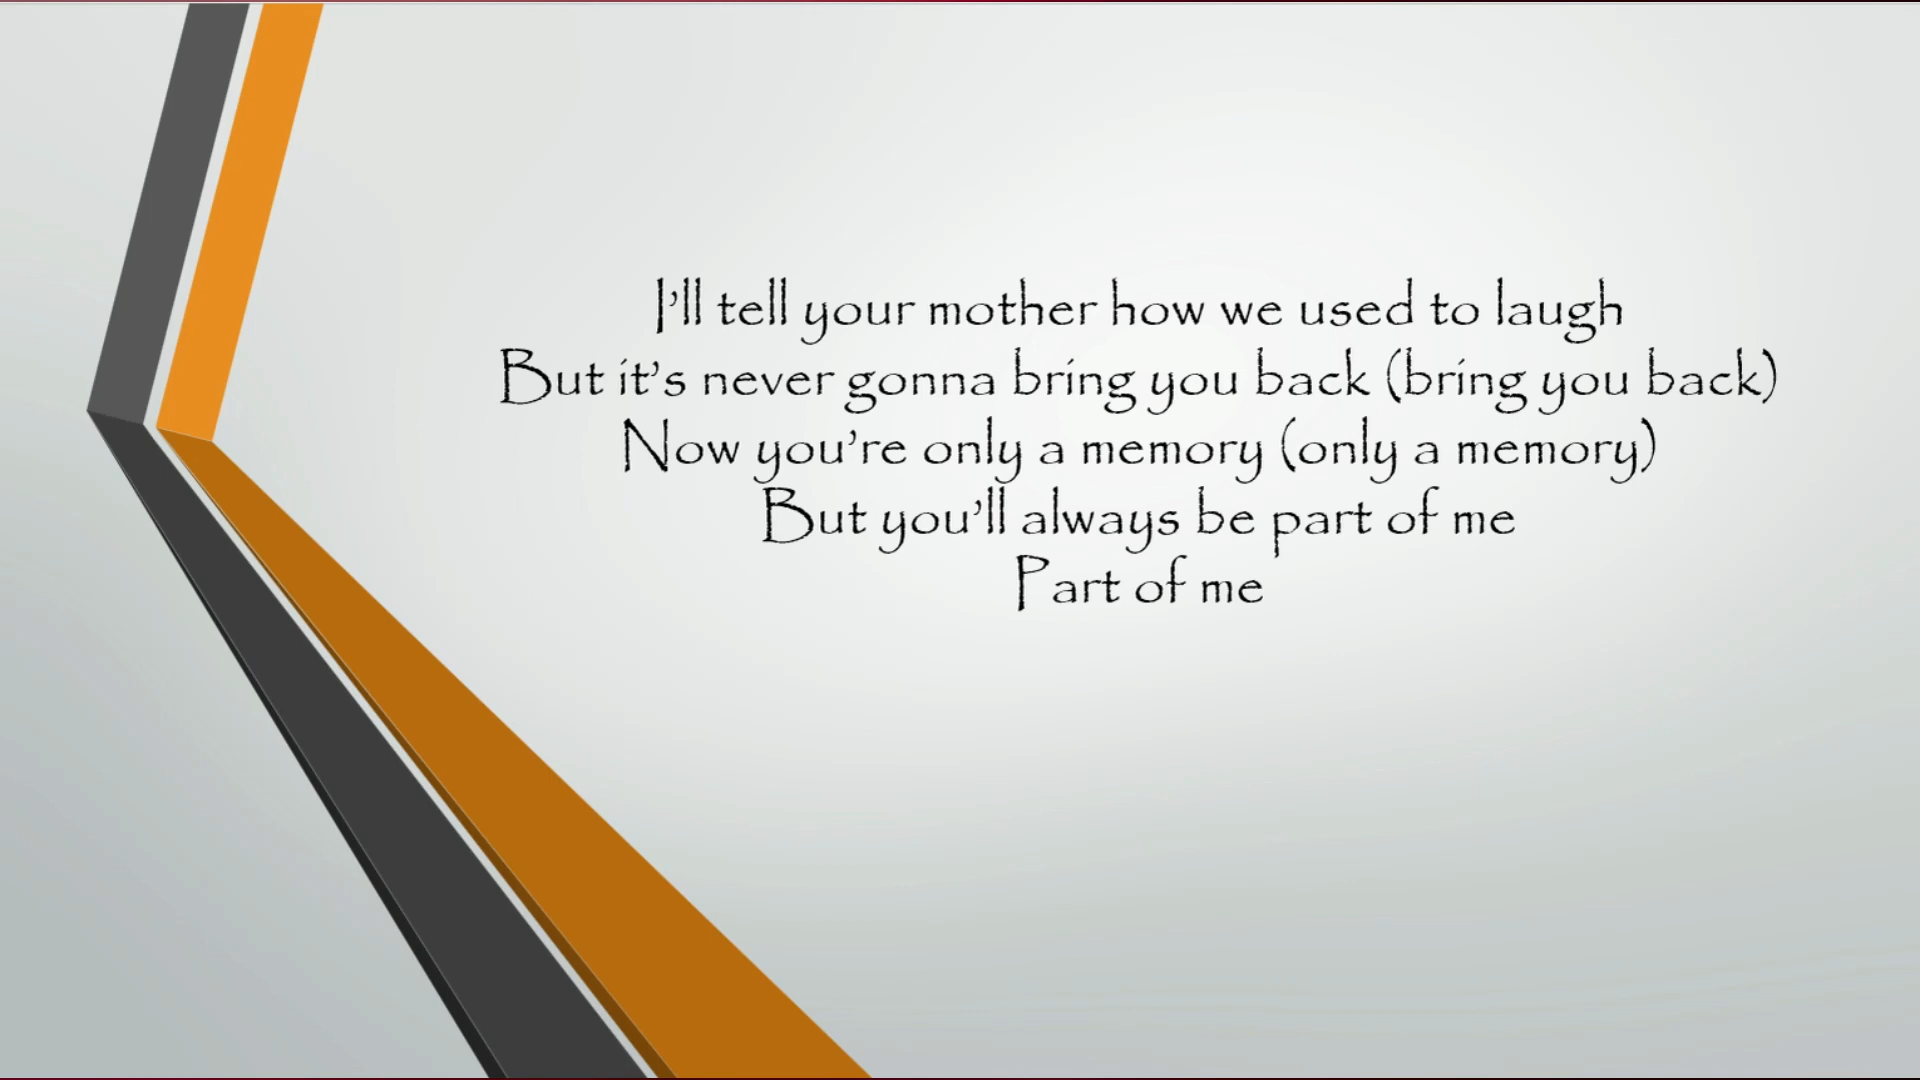 I'll tell your mother how we used to laugh
But it's never gonna bring you back (bring you back)
Now you're only a memory (only a memory)
But you'll always be part of me
Part of me